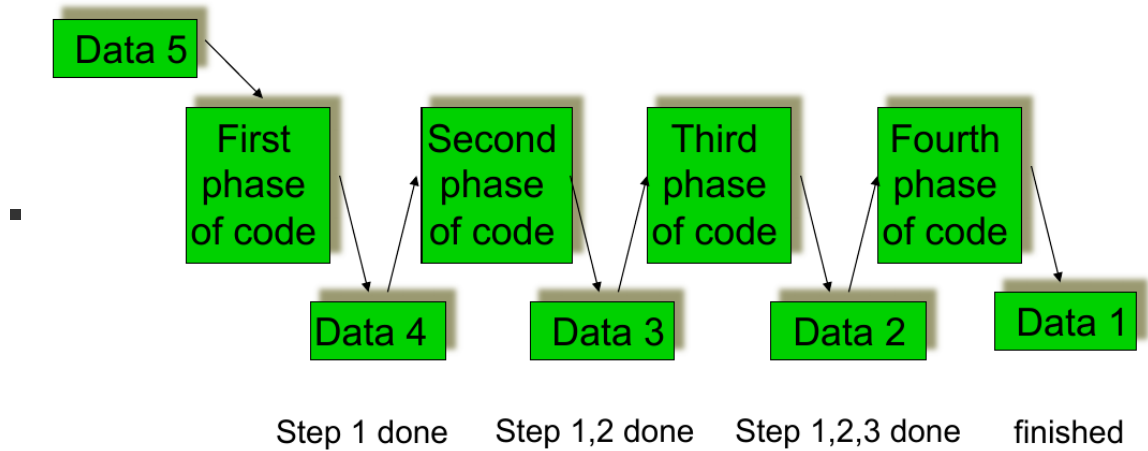 Data 5
First
phase
of code
Second
phase
of code
Third
phase
of code
Fourth
phase
of code
Data 4
Data 3
Data 2
Data 1
Step 1 done
Step 1,2 done
Step 1,2,3 done
finished